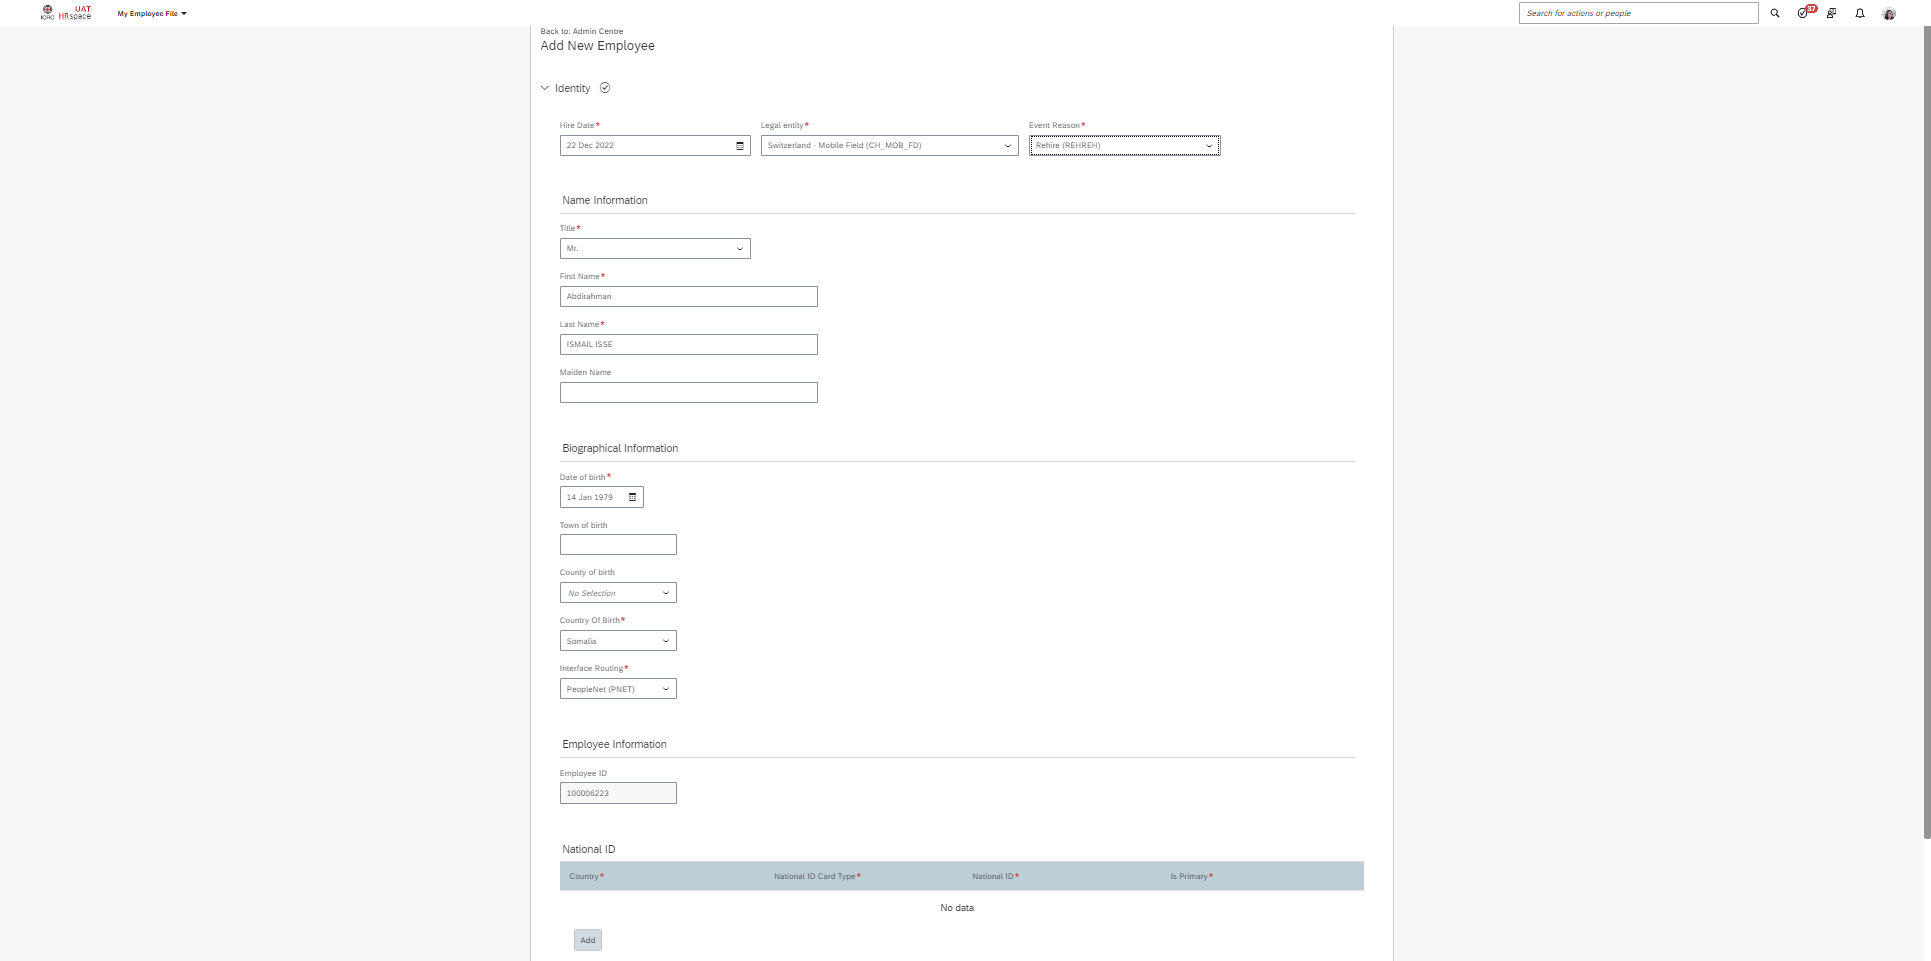 ICRC
UAT
HRspace
My Employee File
Search for actions or people
37
Back to: Admin Centre
Add New Employee
Identity
Hire Date* Legal entity* Event Reason*
22 Dec 2022 Switzerland - Mobile Field (CH_MOB_FD) Rehire (REHREH)
Name Information
Title*
Mr.
First Name*
Abdirahman
Last Name*
ISMAIL ISSE
Maiden Name
Biographical Information
Date of birth*
14 Jan 1979
Town of birth
County of birth
No Selection
Country Of Birth*
Somalia
Interface Routing*
PeopleNet (PNET)
Employee Information
Employee ID
100006223
National ID
Country* National ID Card Type* National ID* Is Primary*
No data
Add